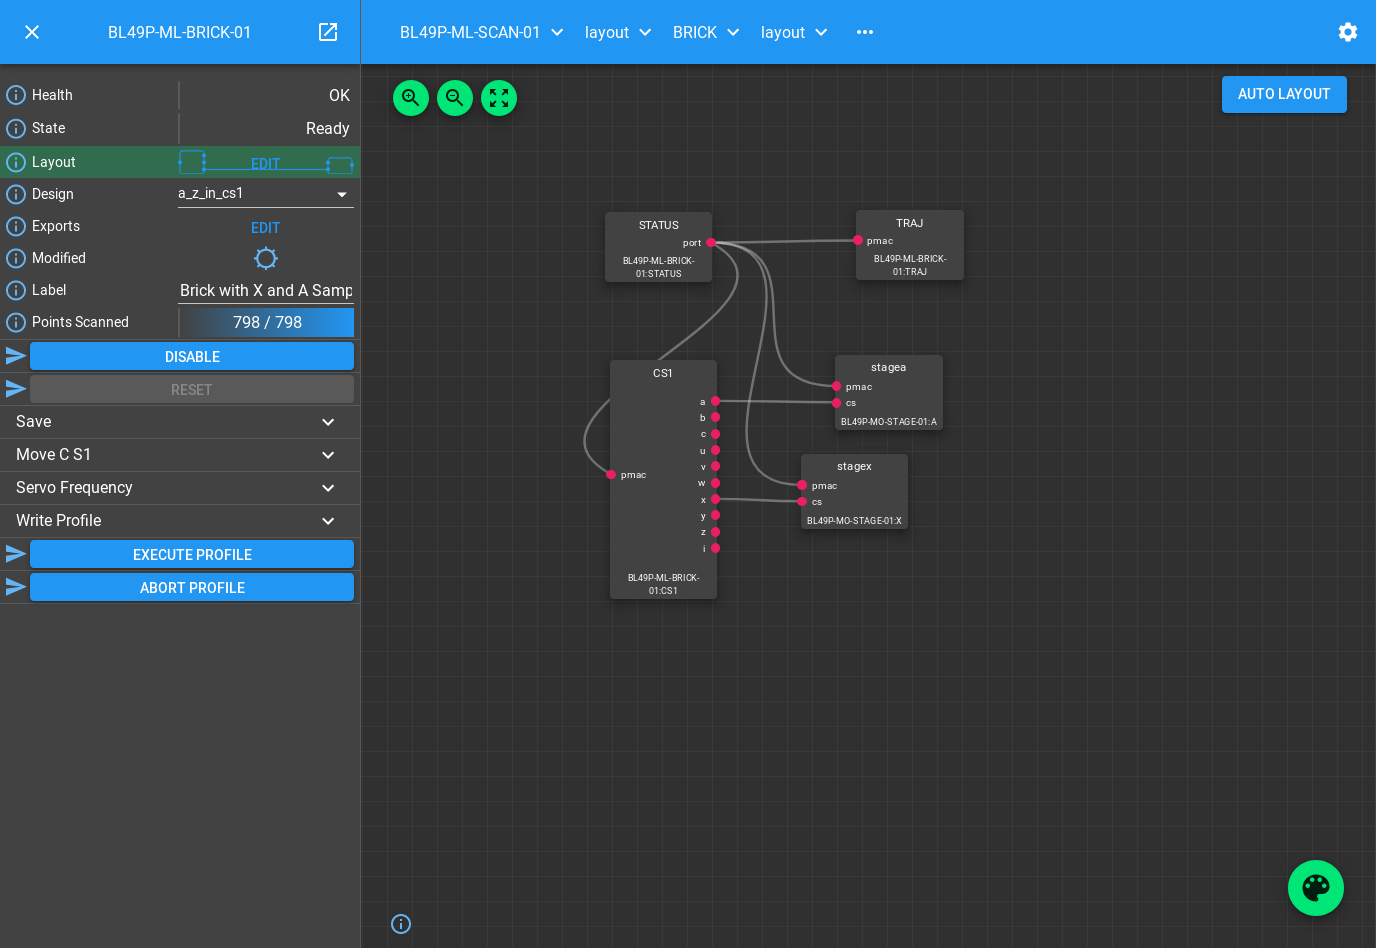 BL49P-ML-BRICK-01
BL49P-ML-SCAN-01 layout BRICK layout
Health OK
State Ready
Layout EDIT
Design a_z_in_cs1
Exports EDIT
Modified
Label Brick with X and A Samp
Points Scanned 798 / 798
DISABLE
RESET
Save
Move C S1
Servo Frequency
Write Profile
EXECUTE PROFILE
ABORT PROFILE
AUTO LAYOUT
STATUS
port
BL49P-ML-BRICK-
01:STATUS
TRAJ
pmac
BL49P-ML-BRICK-
01:TRAJ
CS1
a
b
c
u
v
w
x
y
z
i
pmac
BL49P-ML-BRICK-
01:CS1
stagea
pmac
cs
BL49P-MO-STAGE-01:A
stagex
pmac
cs
BL49P-MO-STAGE-01:X